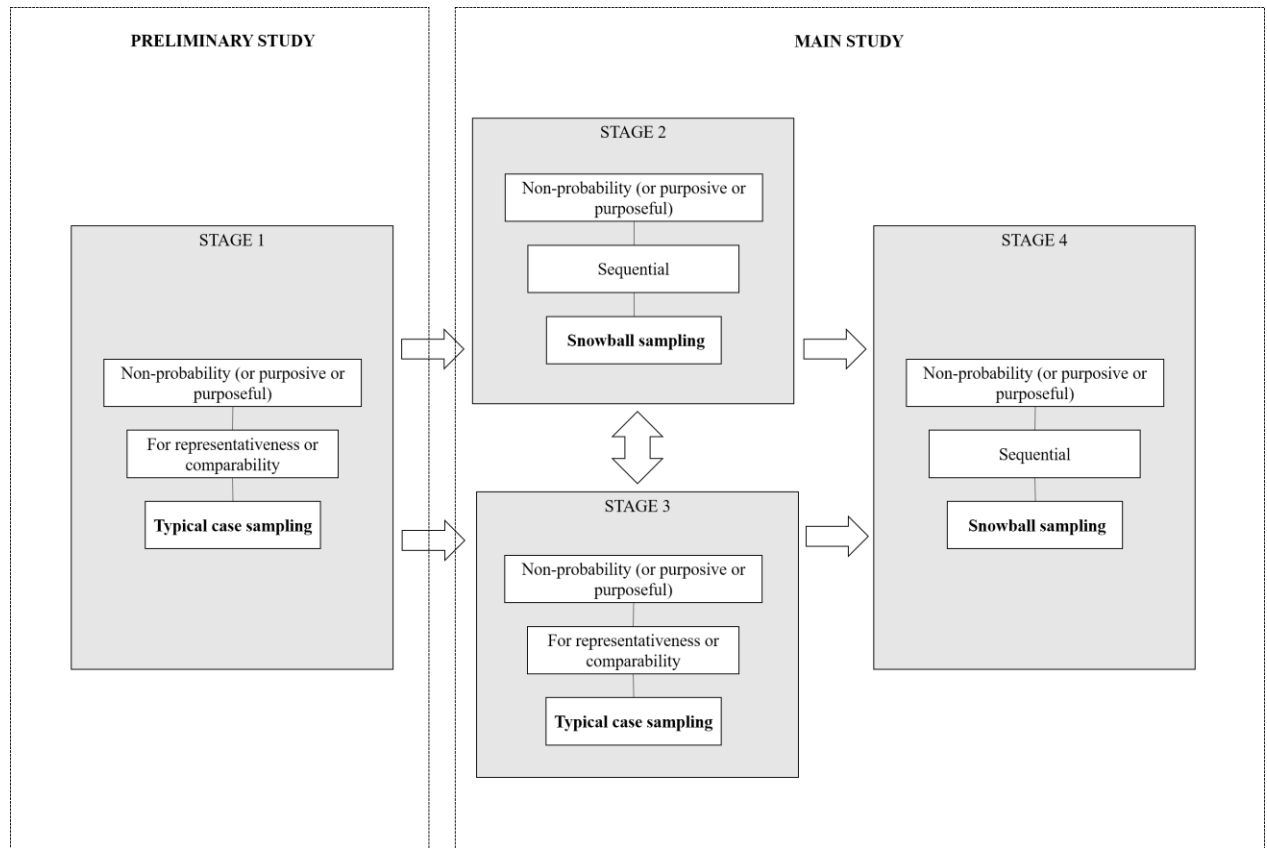 PRELIMINARY STUDY
STAGE 1
Non-probability (or purposive or
purposeful)
For representativeness or
comparability
Typical case sampling
MAIN STUDY
STAGE 2
Non-probability (or purposive or
purposeful)
Sequential
Snowball sampling
STAGE 3
Non-probability (or purposive or
purposeful)
For representativeness or
comparability
Typical case sampling
STAGE 4
Non-probability (or purposive or
purposeful)
Sequential
Snowball sampling